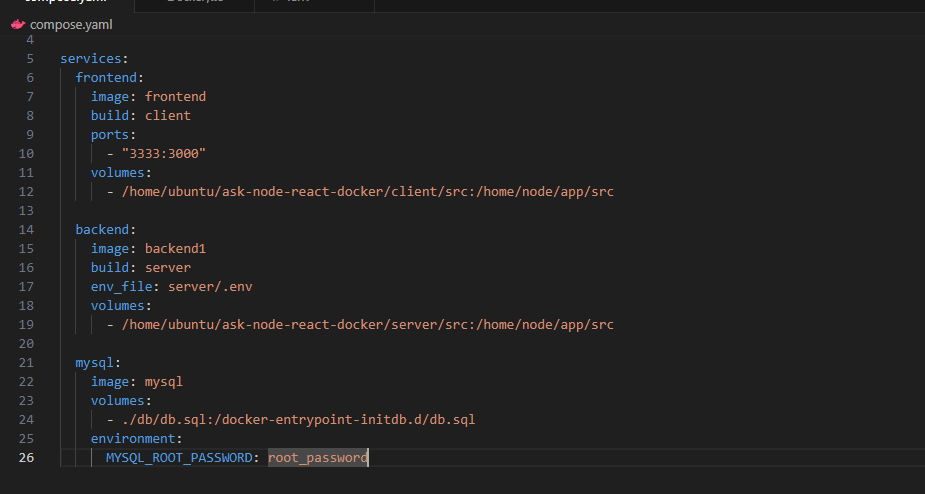 compose.yaml
4
5 services:
6   frontend:
7     image: frontend
8     build: client
9     ports:
10       - "3333:3000"
11     volumes:
12       - /home/ubuntu/ask-node-react-docker/client/src:/home/node/app/src
13
14   backend:
15     image: backend1
16     build: server
17     env_file: server/.env
18     volumes:
19       - /home/ubuntu/ask-node-react-docker/server/src:/home/node/app/src
20
21   mysql:
22     image: mysql
23     volumes:
24       - ./db/db.sql:/docker-entrypoint-initdb.d/db.sql
25     environment:
26       MYSQL_ROOT_PASSWORD: root_password